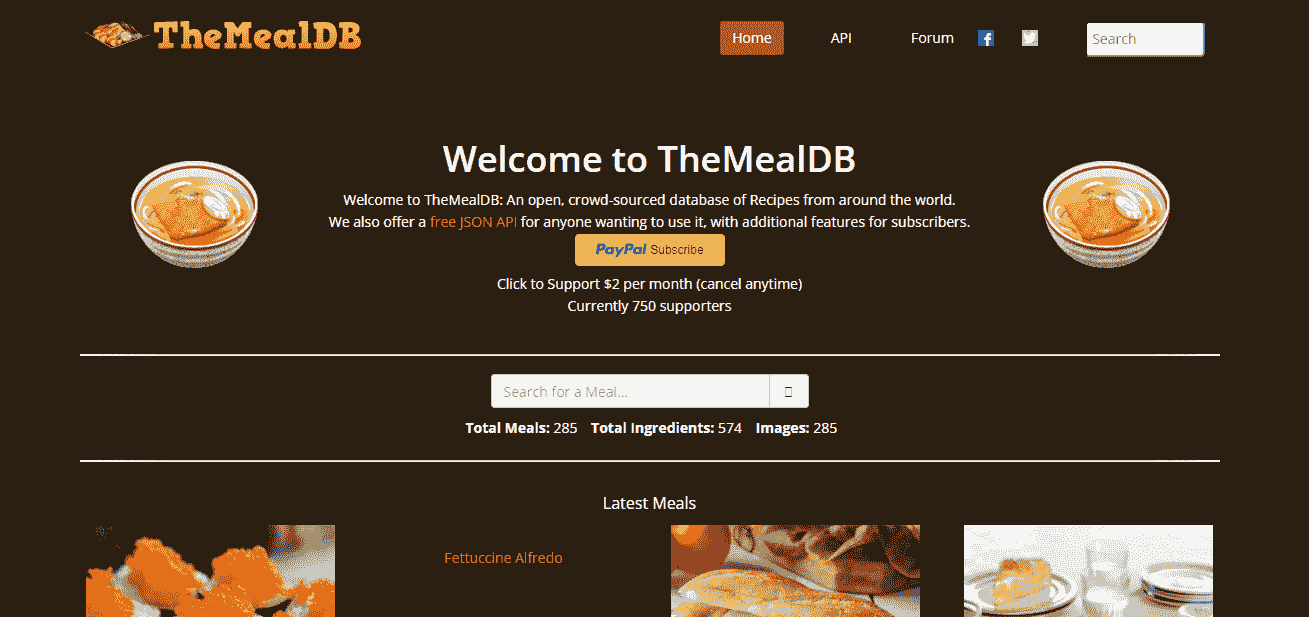 TheMealDB
Home API Forum Search
Welcome to TheMealDB
Welcome to TheMealDB: An open, crowd-sourced database of Recipes from around the world.
We also offer a free JSON API for anyone wanting to use it, with additional features for subscribers.
PayPal Subscribe
Click to Support $2 per month (cancel anytime)
Currently 750 supporters
Search for a Meal...
Total Meals: 285 Total Ingredients: 574 Images: 285
Latest Meals
Fettuccine Alfredo